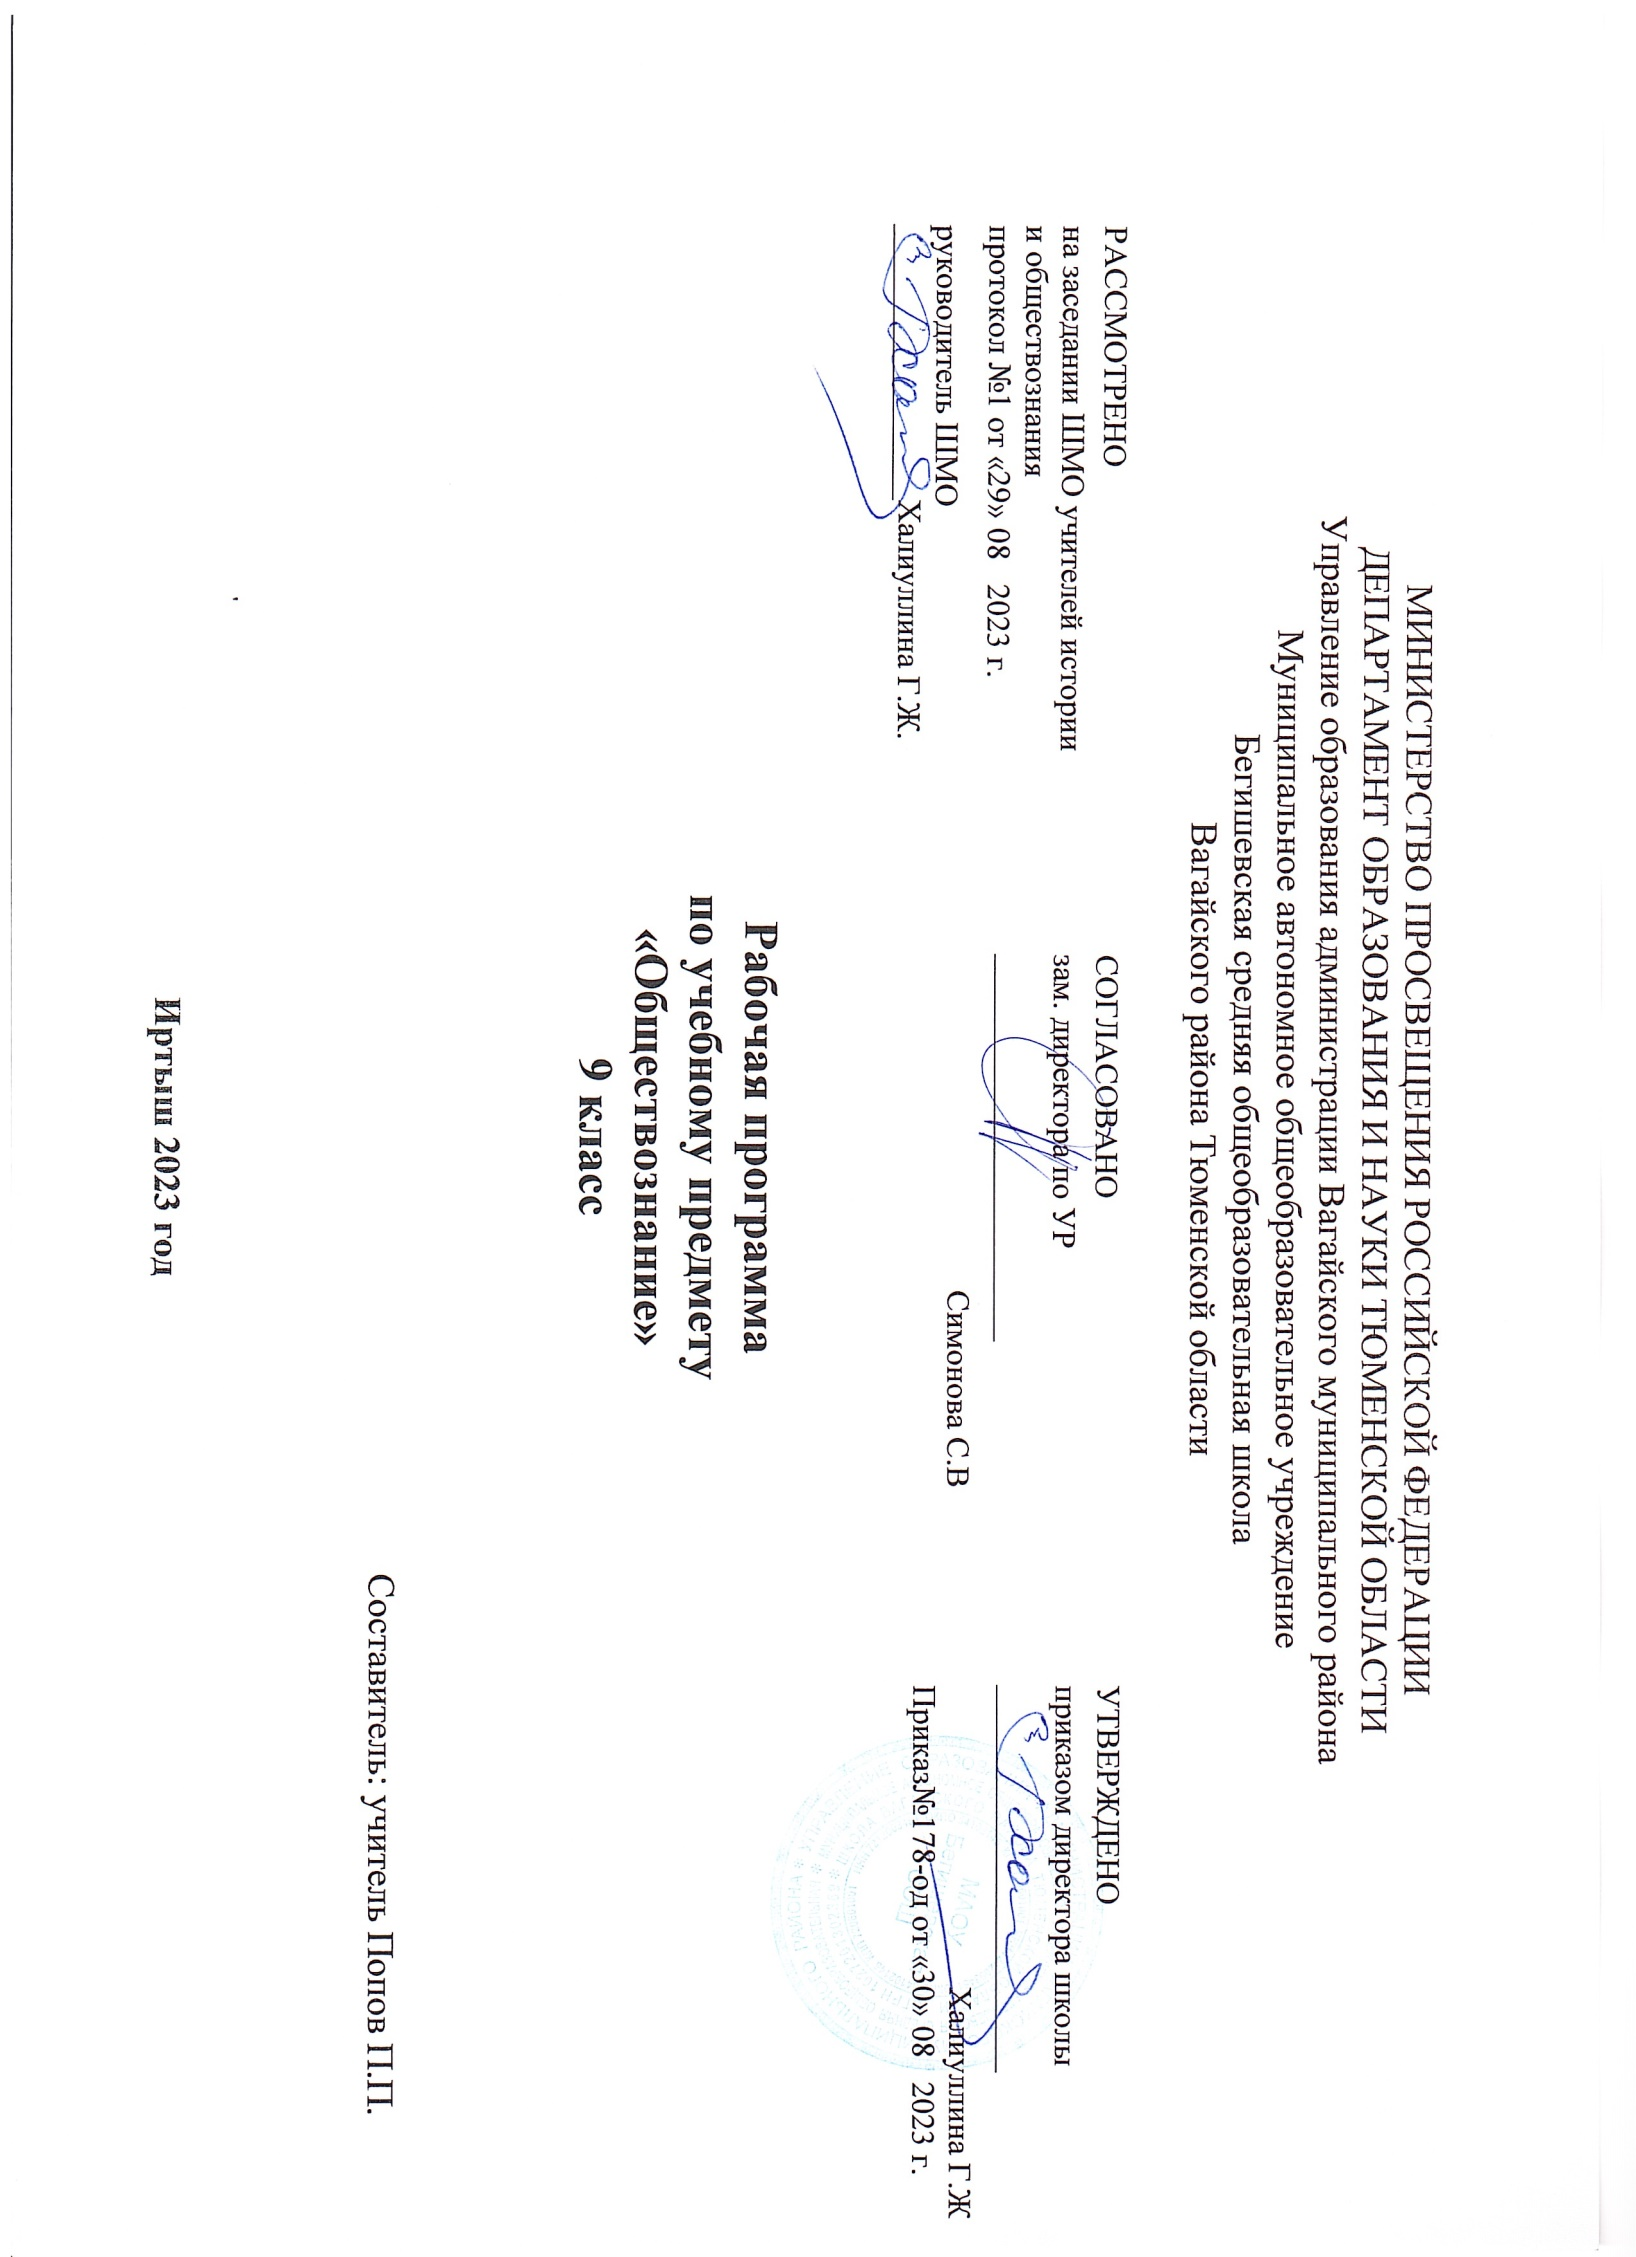 МИНИСТЕРСТВО ПРОСВЕЩЕНИЯ РОССИЙСКОЙ ФЕДЕРАЦИИ
ДЕПАРТАМЕНТ ОБРАЗОВАНИЯ И НАУКИ ТЮМЕНСКОЙ ОБЛАСТИ
Управление образования администрации Вагайского муниципального района
Муниципальное автономное общеобразовательное учреждение
Бегишевская средняя общеобразовательная школа
Вагайского района Тюменской области
РАССМОТРЕНО
на заседании ШМО учителей истории
и обществознания
протокол №1 от «29» 08 2023 г.
руководитель ШМО
Халиуллина Г.Ж.
СОГЛАСОВАНО
зам. директора по УР
Симонова С.В
УТВЕРЖДЕНО
приказом директора школы
Халиуллина Г.Ж
Приказ№178-од от «30» 08 2023 г.
Рабочая программа
по учебному предмету
«Обществознание»
9 класс
Составитель: учитель Попов П.П.
Иртыш 2023 год